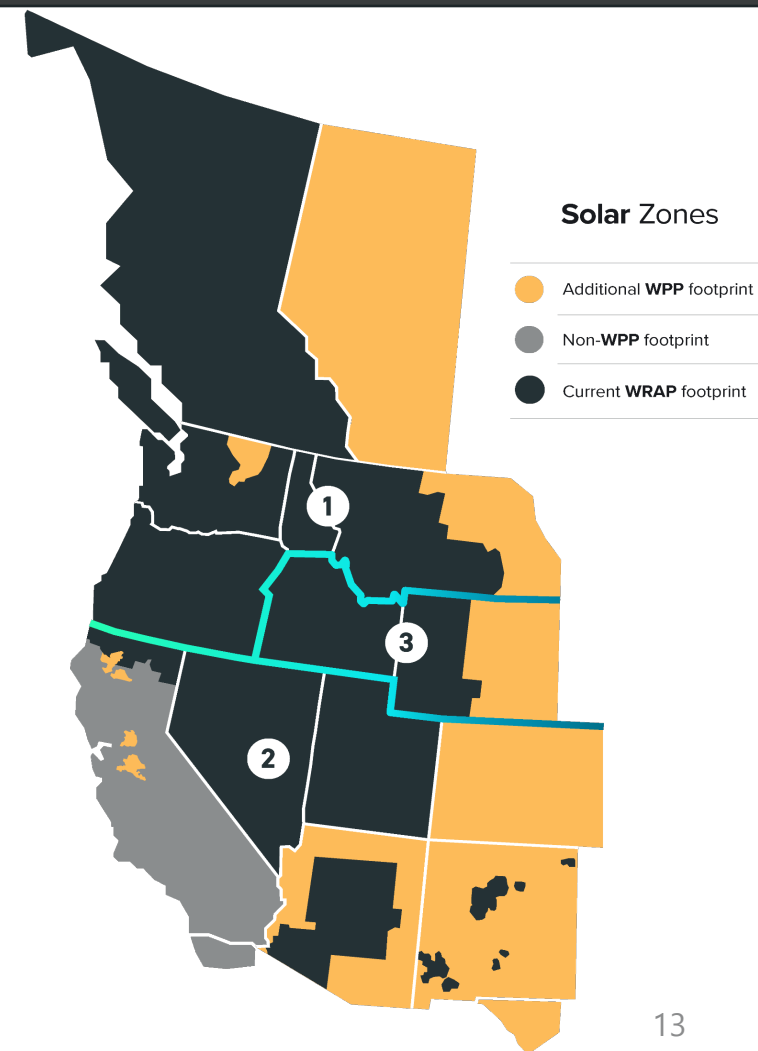 Solar Zones
Additional WPP footprint
Non-WPP footprint
Current WRAP footprint
1
3
2
13